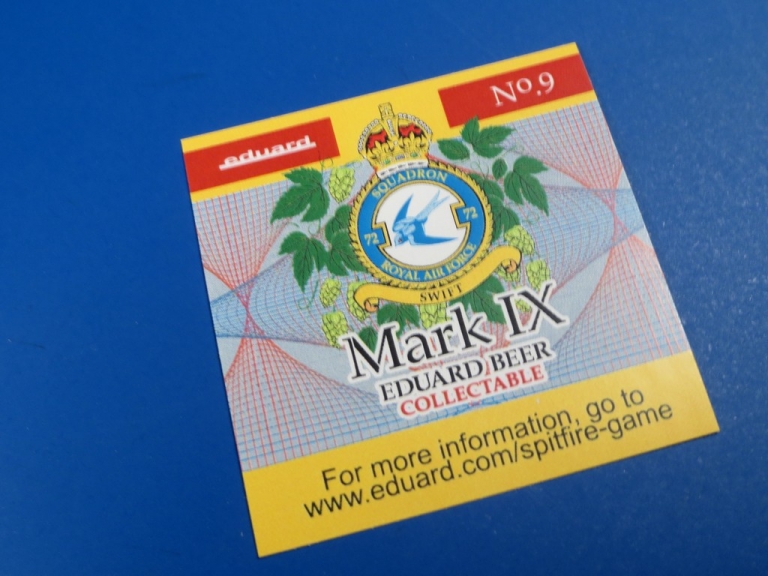 eduard
No.9
SQUADRON
72
72
ROYAL AIR FORCE
SWIFT
Mark IX
EDUARD BEER
COLLECTABLE
For more information, go to
www.eduard.com/spitfire-game